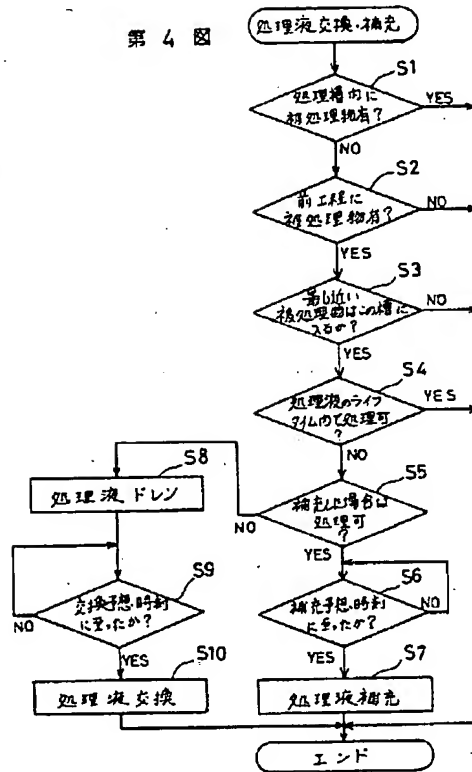 第4図
処理液交換・補充
S1
処理槽内に
被処理物有?
YES
NO
S2
前工程に
被処理物有?
NO
YES
S3
最も近い
被処理物はこの槽に
入るか?
NO
YES
S4
処理液のライフ
タイム内で処理可
?
YES
NO
S5
補充した場合は
処理可
?
NO
YES
S6
補充予想時刻
に至ったか?
NO
YES
S7
処理液補充
S8
処理液ドレン
S9
交換予想時刻
に至ったか?
NO
YES
S10
処理液交換
エンド